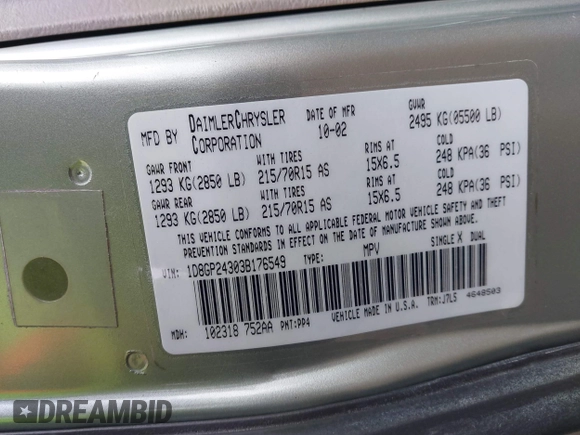 MFD BY DAIMLERCHRYSLER CORPORATION DATE OF MFR 10-02 GVWR 2495 KG(05500 LB)
GAWR FRONT WITH TIRES RIMS AT COLD
1293 KG(2850 LB) 215/70R15 AS 15X6.5 248 KPA(36 PSI)
GAWR REAR WITH TIRES RIMS AT COLD
1293 KG(2850 LB) 215/70R15 AS 15X6.5 248 KPA(36 PSI)
THIS VEHICLE CONFORMS TO ALL APPLICABLE FEDERAL MOTOR VEHICLE SAFETY AND THEFT
PREVENTION STANDARDS IN EFFECT ON THE DATE OF MANUFACTURE SHOWN ABOVE.
VIN: 1D8GP24303B176549 TYPE: MPV SINGLE X DUAL
MDH: 102318 752AA PNT:PP4 VEHICLE MADE IN U.S.A. TRM:J7L5 4648503
DREAMBID